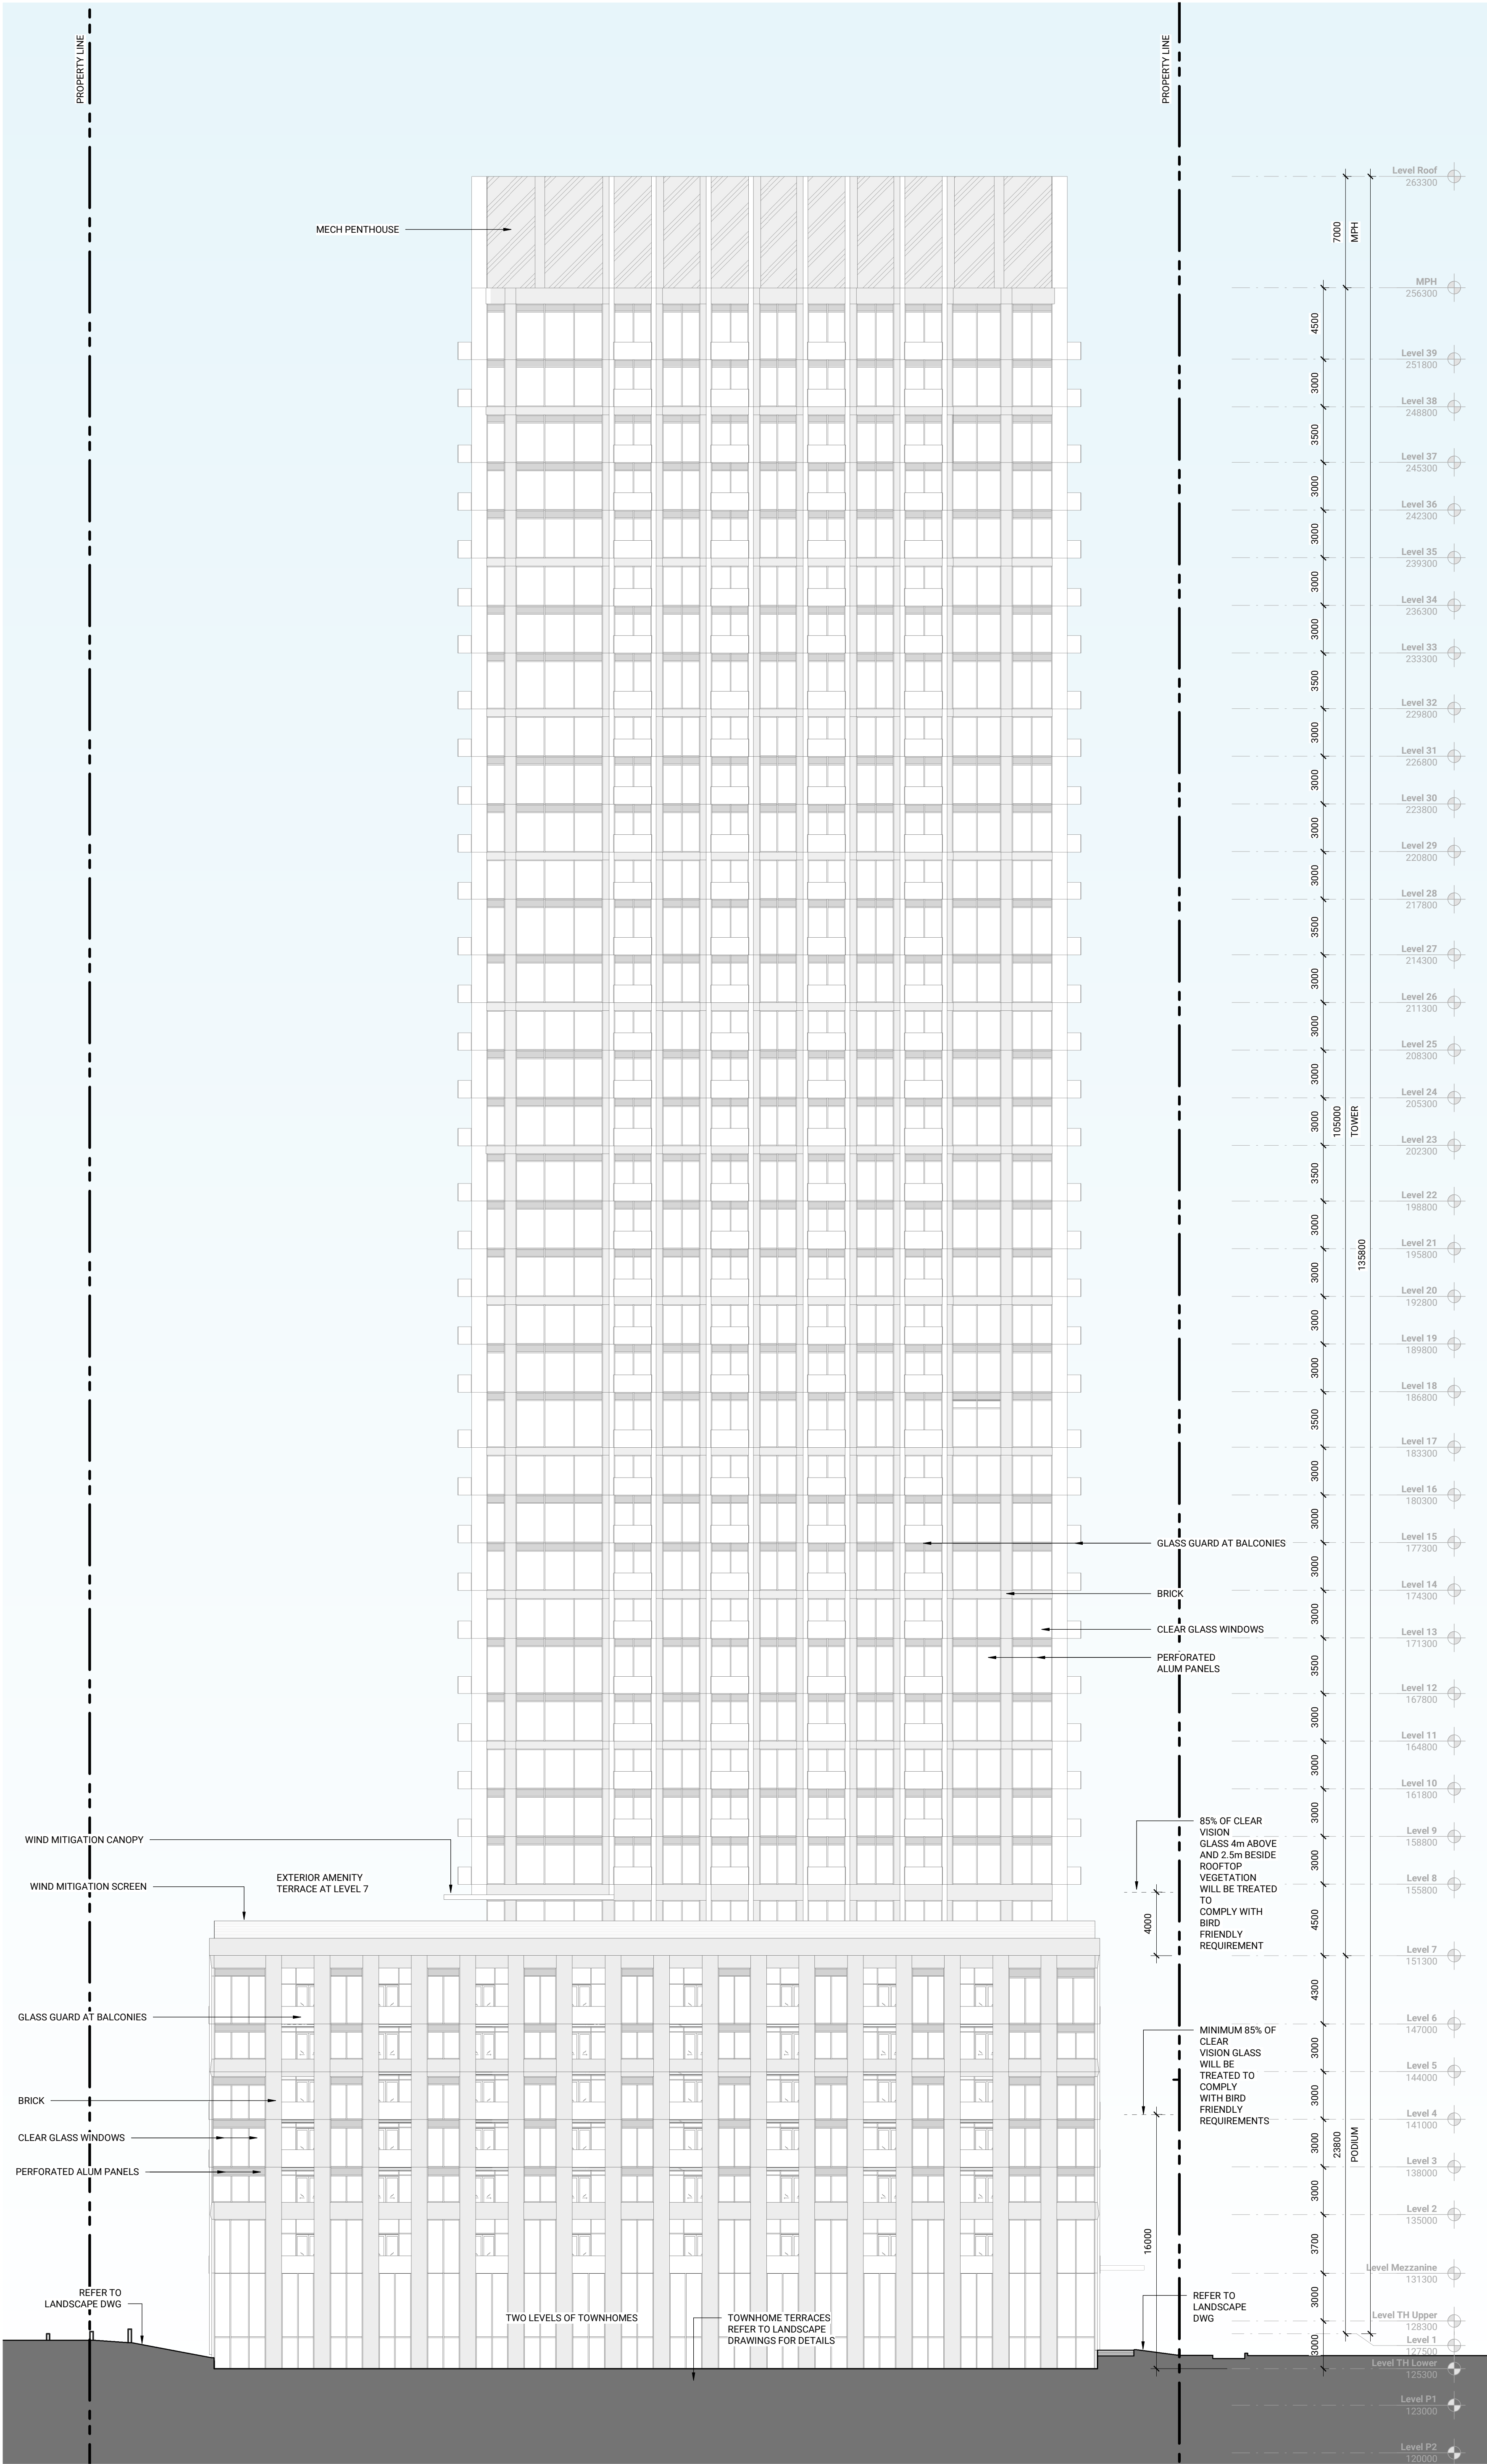 PROPERTY LINE
PROPERTY LINE
Level Roof
263300
7000
MPH
MECH PENTHOUSE
MPH
256300
4500
Level 39
251800
3000
Level 38
248800
3500
Level 37
245300
3000
Level 36
242300
3000
Level 35
239300
3000
Level 34
236300
3000
Level 33
233300
3500
Level 32
229800
3000
Level 31
226800
3000
Level 30
223800
3000
Level 29
220800
3000
Level 28
217800
3500
Level 27
214300
3000
Level 26
211300
3000
Level 25
208300
3000
Level 24
205300
3000
105000
TOWER
Level 23
202300
3500
Level 22
198800
3000
Level 21
195800
135800
3000
Level 20
192800
3000
Level 19
189800
3000
Level 18
186800
3500
Level 17
183300
3000
Level 16
180300
3000
Level 15
177300
3000
Level 14
174300
3000
Level 13
171300
3500
Level 12
167800
3000
Level 11
164800
3000
Level 10
161800
3000
Level 9
158800
3000
Level 8
155800
4500
Level 7
151300
4300
Level 6
147000
3000
Level 5
144000
3000
Level 4
141000
3000
23800
PODIUM
Level 3
138000
3000
Level 2
135000
3700
Level Mezzanine
131300
3000
Level TH Upper
128300
Level 1
127500
3000
Level TH Lower
125300
Level P1
123000
Level P2
120000
GLASS GUARD AT BALCONIES
BRICK
CLEAR GLASS WINDOWS
PERFORATED
ALUM PANELS
WIND MITIGATION CANOPY
EXTERIOR AMENITY
TERRACE AT LEVEL 7
WIND MITIGATION SCREEN
85% OF CLEAR
VISION
GLASS 4m ABOVE
AND 2.5m BESIDE
ROOFTOP
VEGETATION
WILL BE TREATED
TO
COMPLY WITH
BIRD
FRIENDLY
REQUIREMENT
4000
GLASS GUARD AT BALCONIES
BRICK
CLEAR GLASS WINDOWS
PERFORATED ALUM PANELS
MINIMUM 85% OF
CLEAR
VISION GLASS
WILL BE
TREATED TO
COMPLY
WITH BIRD
FRIENDLY
REQUIREMENTS
16000
REFER TO
LANDSCAPE DWG
TWO LEVELS OF TOWNHOMES
TOWNHOME TERRACES
REFER TO LANDSCAPE
DRAWINGS FOR DETAILS
REFER TO
LANDSCAPE
DWG